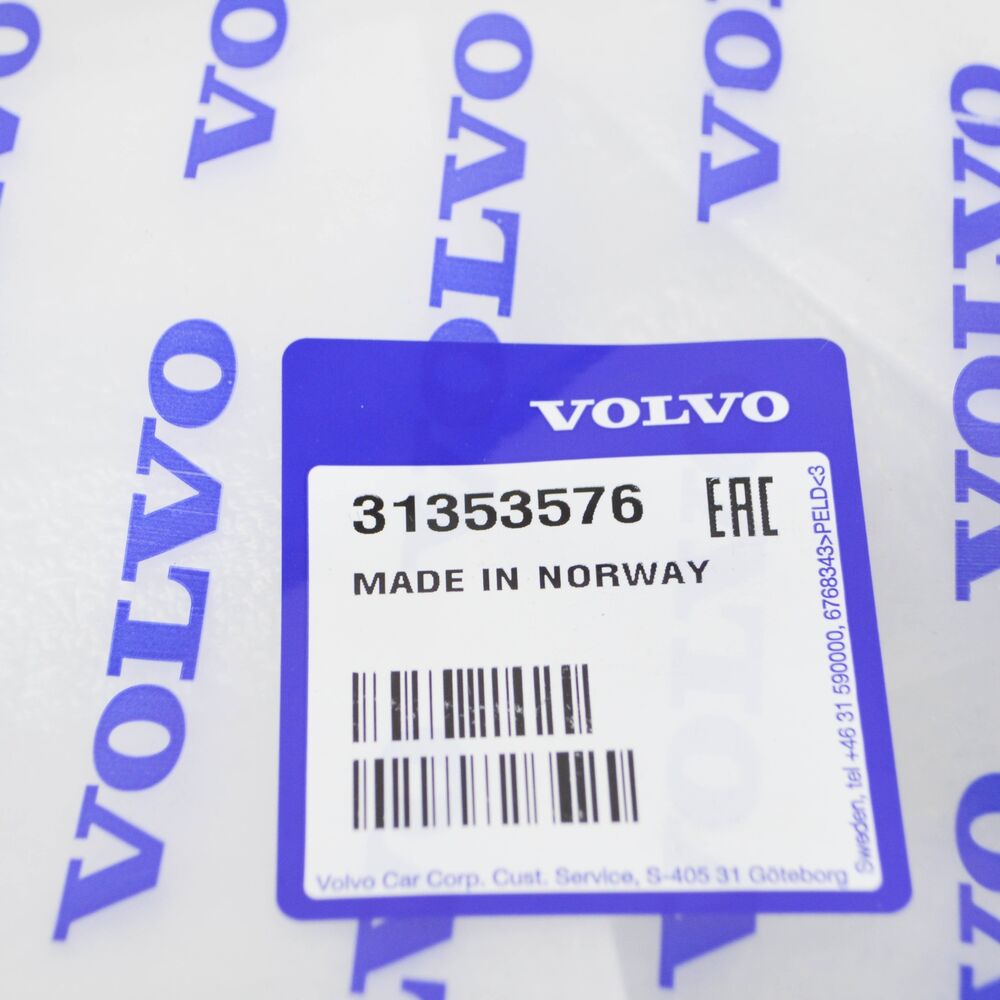 VOLVO
VOLVO
VOLVO
VOLVO
VOLVO
VOLVO
31353576 EAC
MADE IN NORWAY
Volvo Car Corp. Cust. Service, S-405 31 Göteborg
Sweden, tel +46 31 590000, 6768343>PELD<3